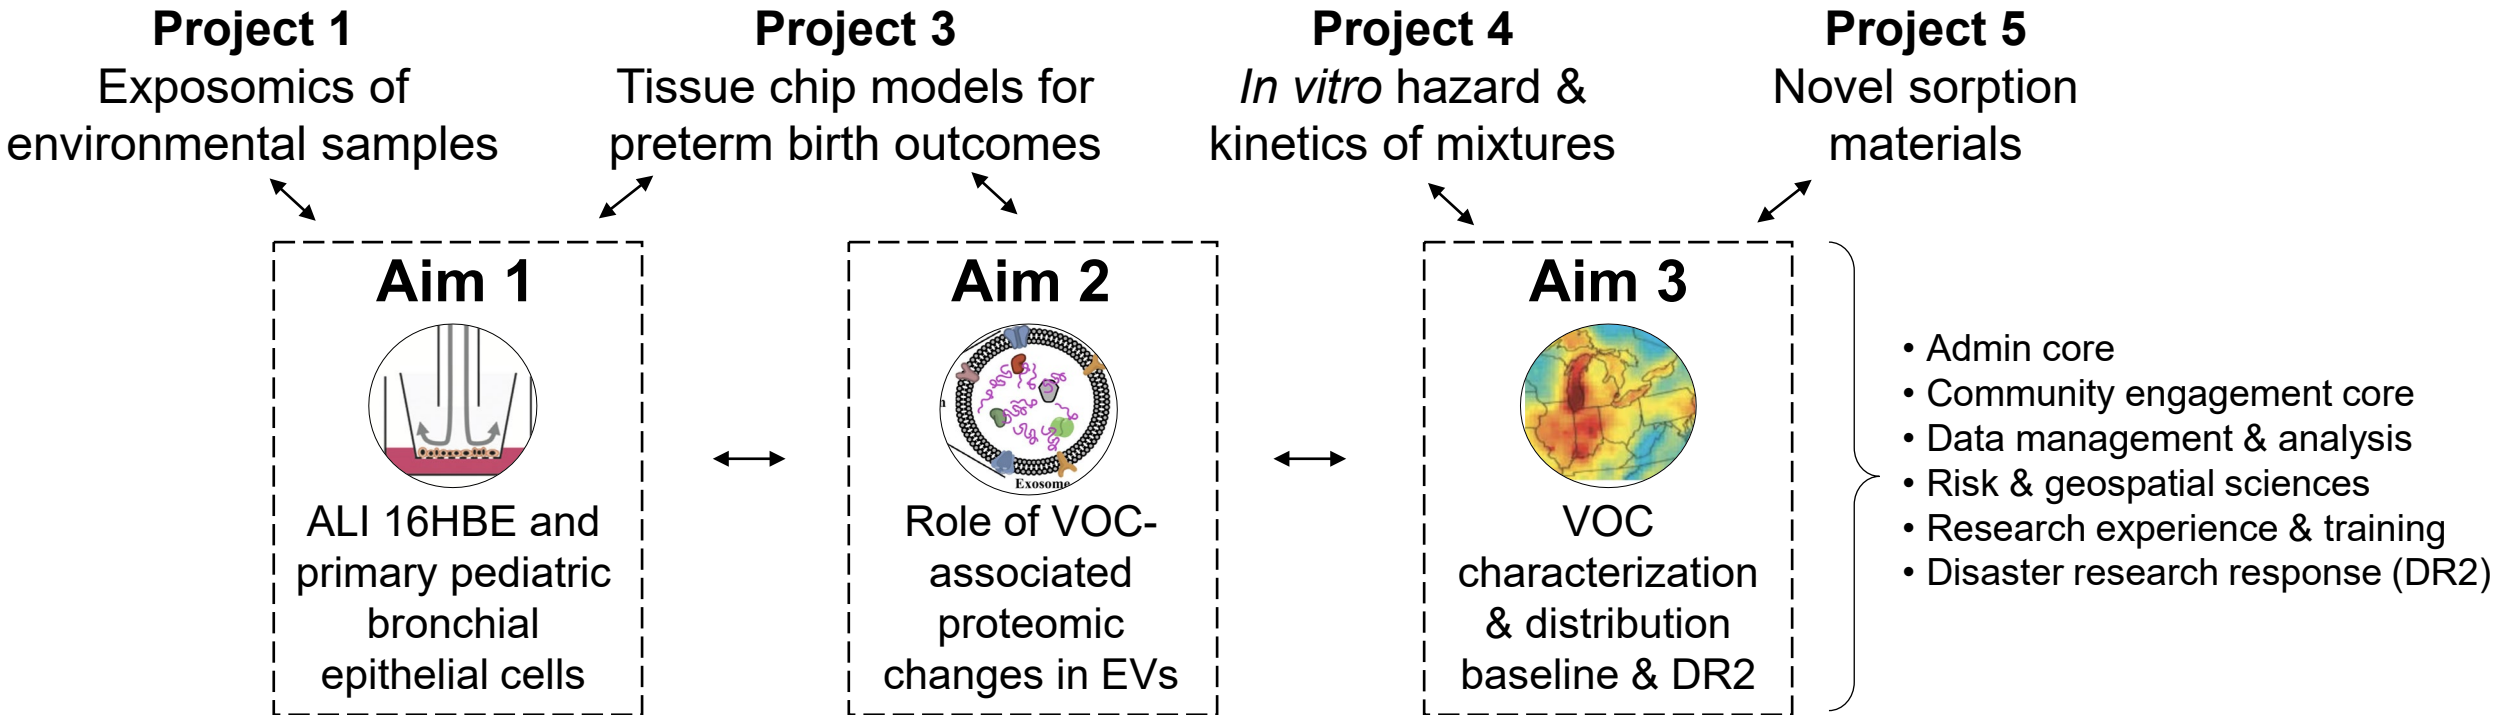 Project 1
Exposomics of
environmental samples
Project 3
Tissue chip models for
preterm birth outcomes
Project 4
In vitro hazard &
kinetics of mixtures
Project 5
Novel sorption
materials
Aim 1
ALI 16HBE and
primary pediatric
bronchial
epithelial cells
Aim 2
n
Exosome
Role of VOC-
associated
proteomic
changes in EVs
Aim 3
VOC
characterization
& distribution
baseline & DR2
• Admin core
• Community engagement core
• Data management & analysis
• Risk & geospatial sciences
• Research experience & training
• Disaster research response (DR2)